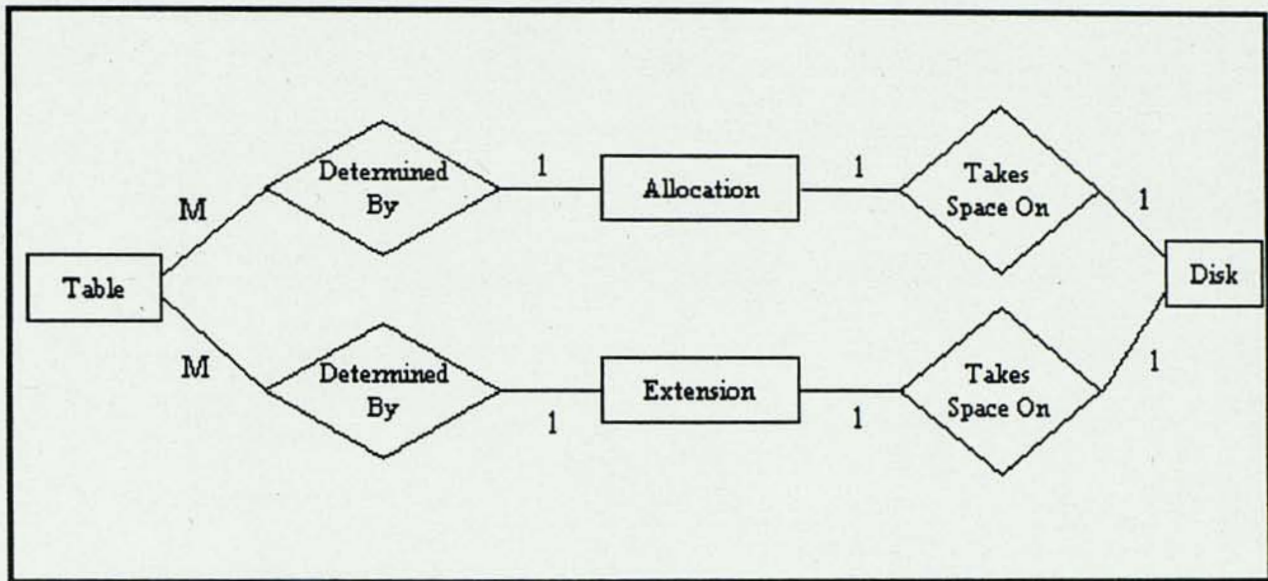 Determined
By
1
Allocation
1
Takes
Space On
1
M
Table
Disk
M
Determined
By
1
Extension
1
Takes
Space On
1